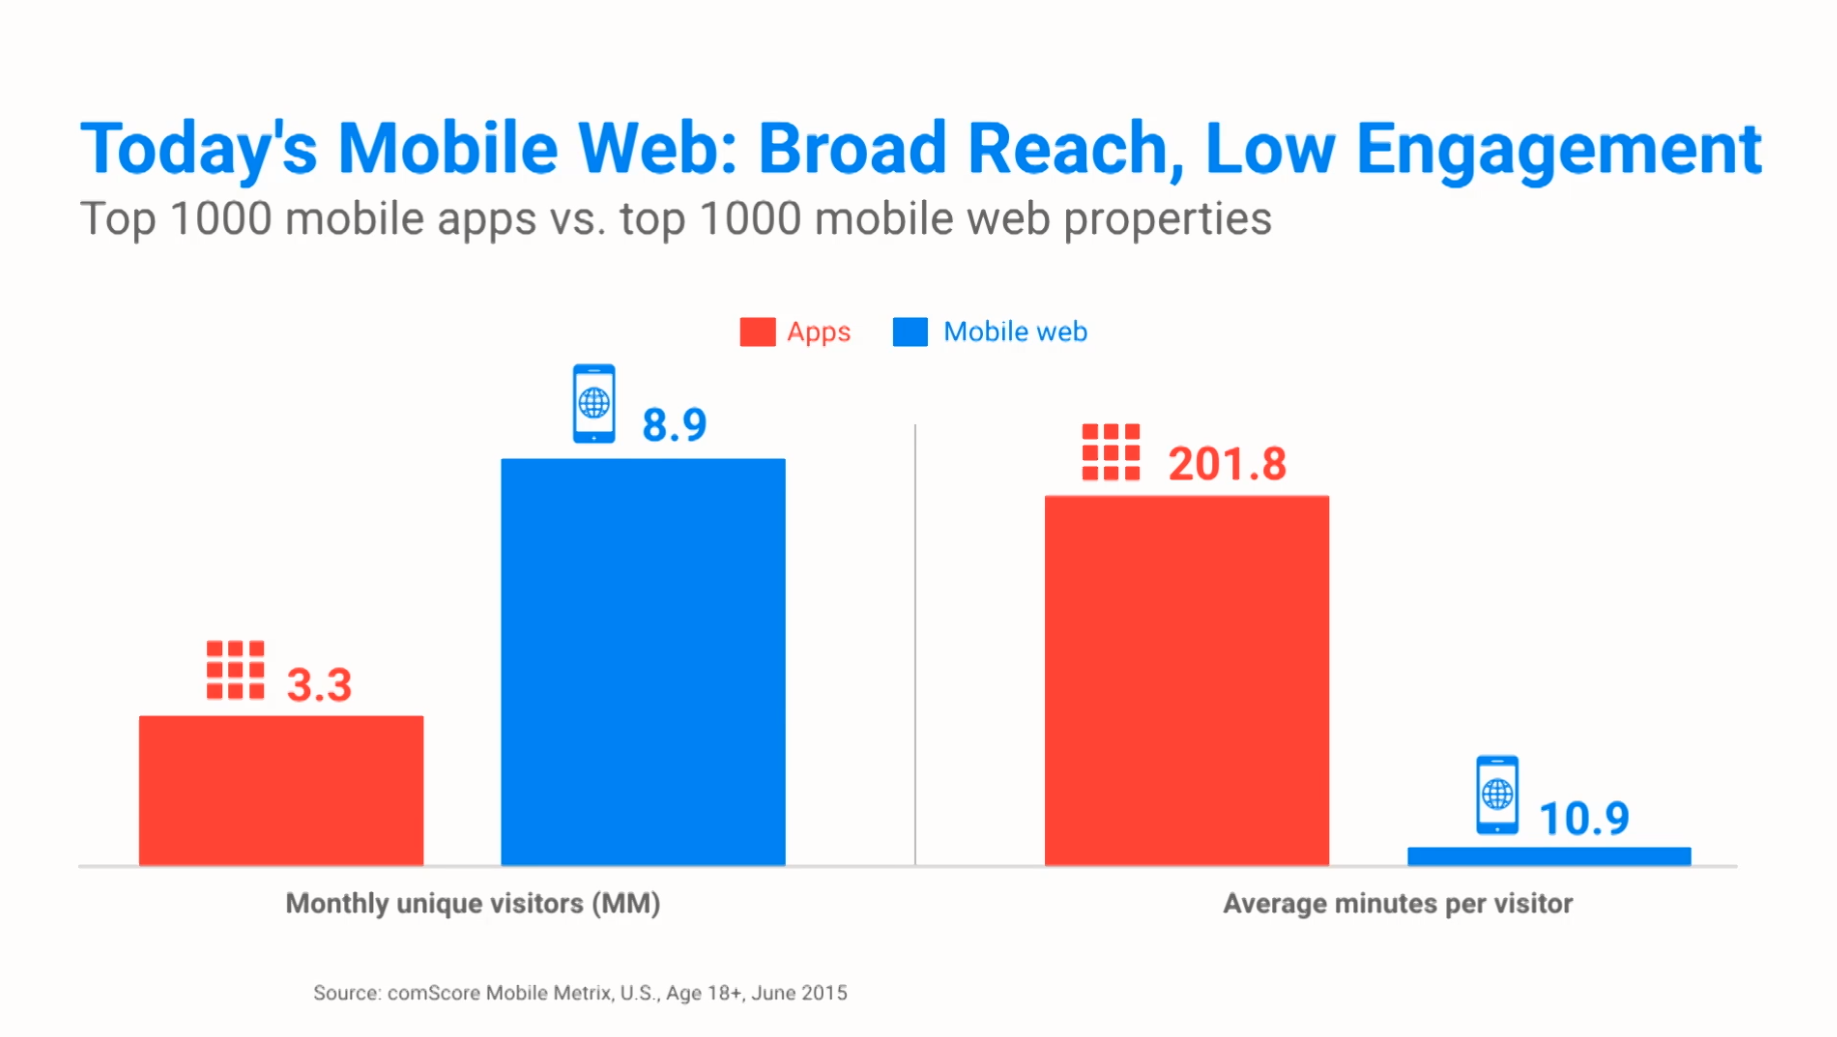 Today's Mobile Web: Broad Reach, Low Engagement
Top 1000 mobile apps vs. top 1000 mobile web properties
Apps
Mobile web
3.3
8.9
Monthly unique visitors (MM)
201.8
10.9
Average minutes per visitor
Source: comScore Mobile Metrix, U.S., Age 18+, June 2015